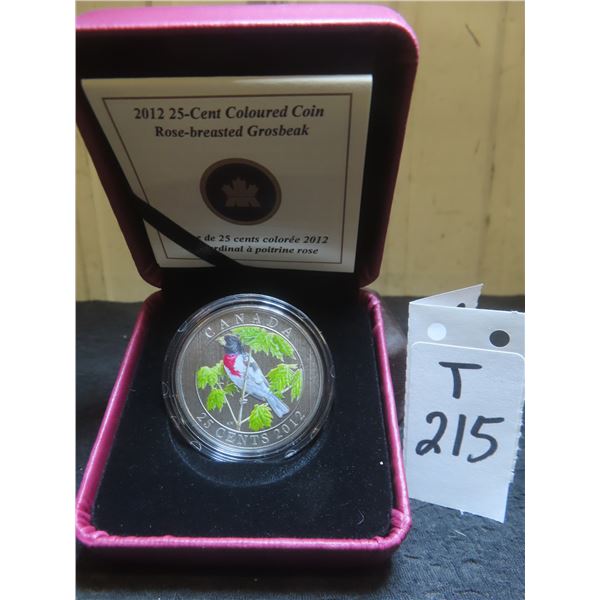 2012 25-Cent Coloured Coin
Rose-breasted Grosbeak
de 25 cents colorée 2012
à poitrine rose
CANADA
25 CENTS 2012
T
215